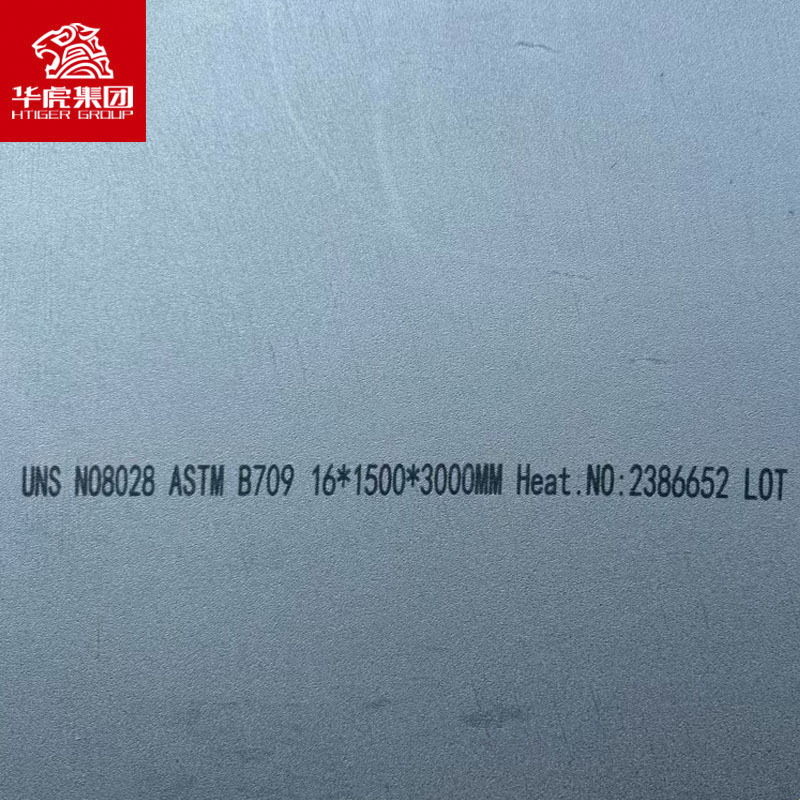 华虎集团
HTIGER GROUP
UNS N08028 ASTM B709 16*1500*3000MM Heat.NO:2386652 LOT